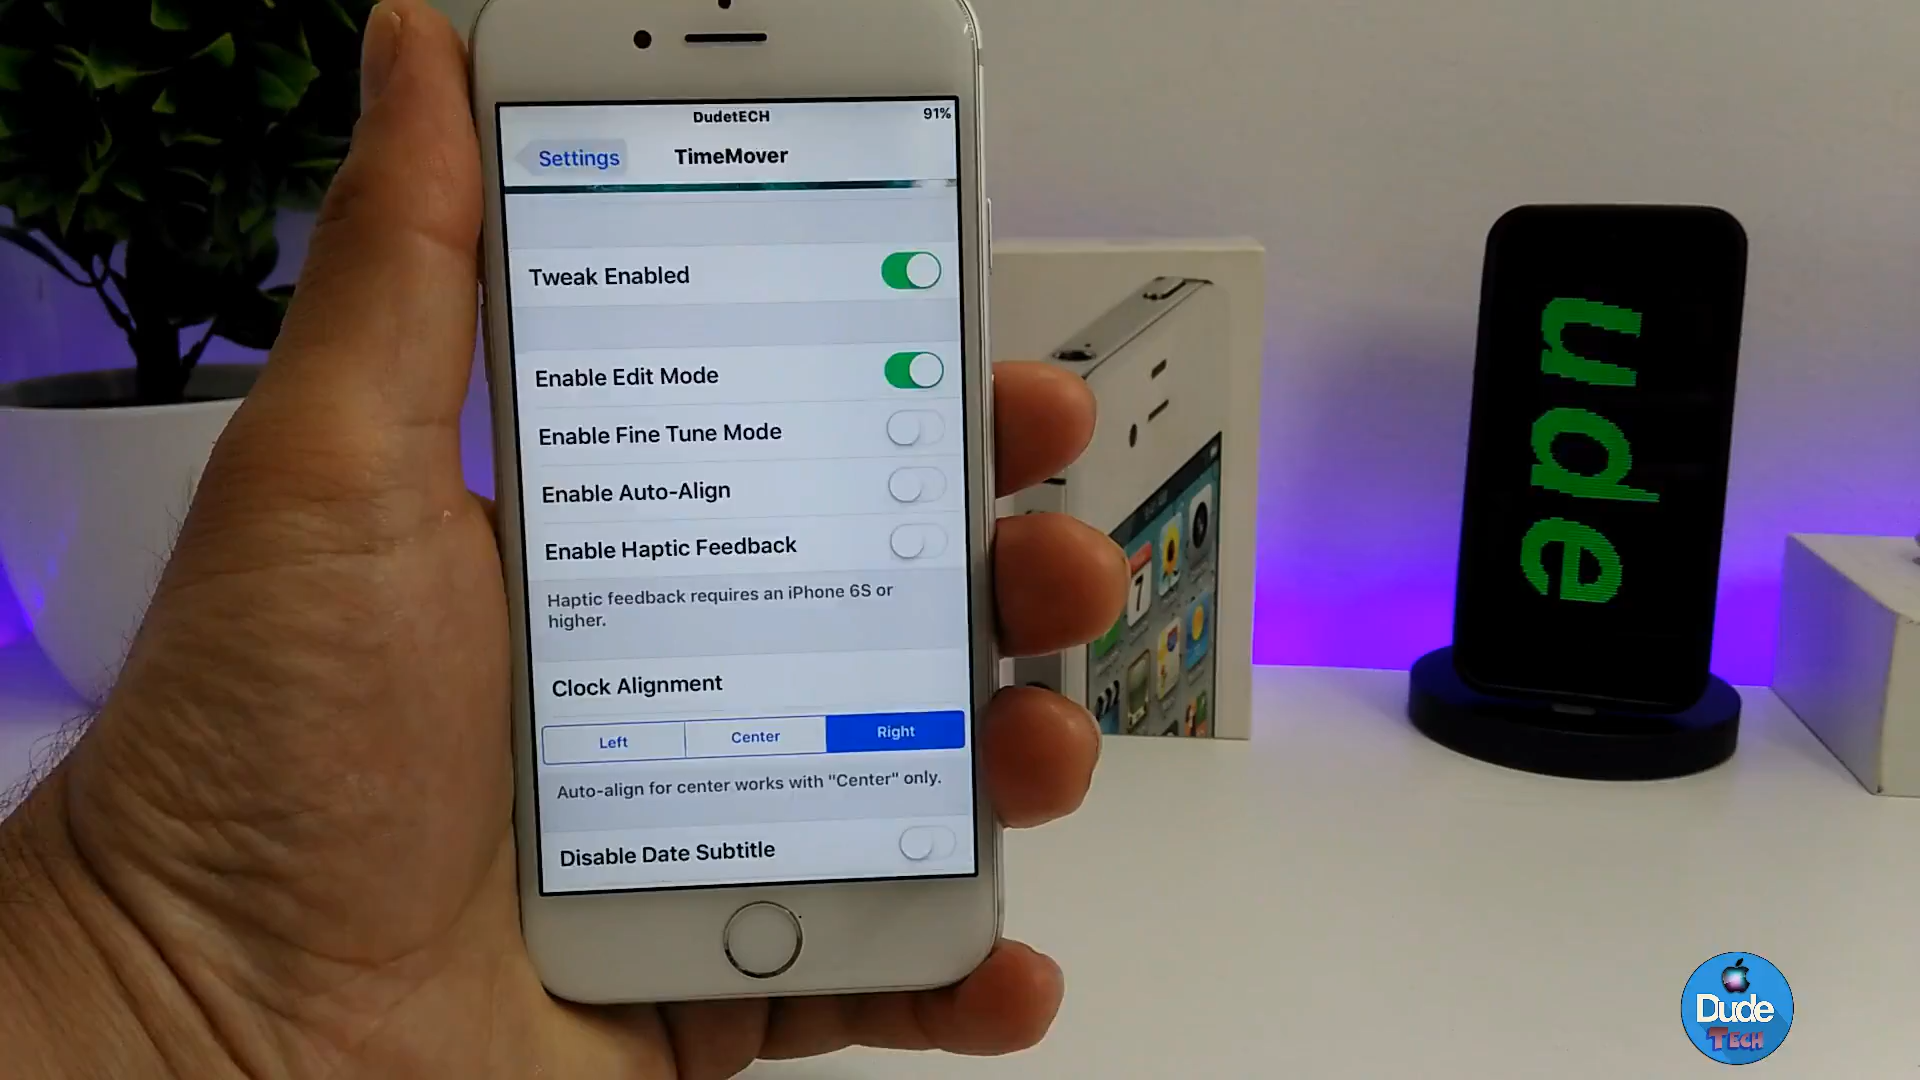 DudetECH
91%
Settings
TimeMover
Tweak Enabled
Enable Edit Mode
Enable Fine Tune Mode
Enable Auto-Align
Enable Haptic Feedback
Haptic feedback requires an iPhone 6S or
higher.
Clock Alignment
Left
Center
Right
Auto-align for center works with "Center" only.
Disable Date Subtitle
7
ude
Dude
TECH